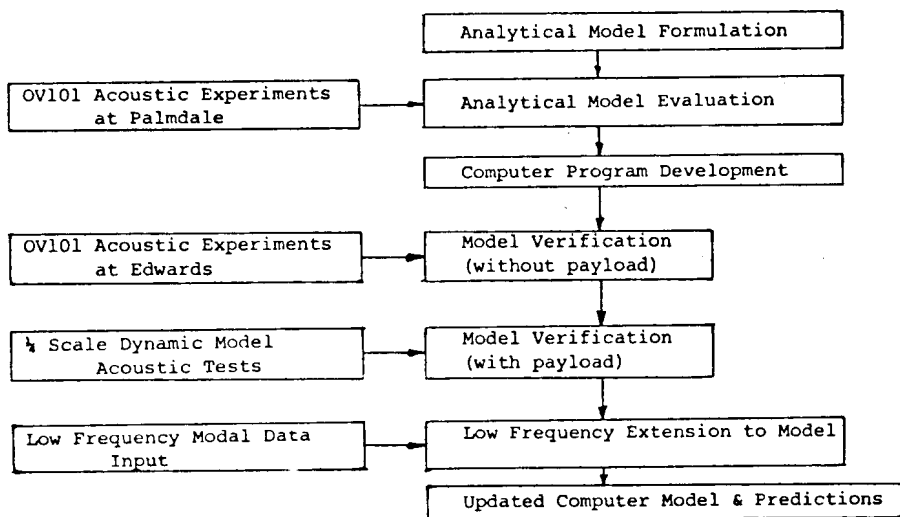 Analytical Model Formulation
OV101 Acoustic Experiments
at Palmdale
Analytical Model Evaluation
Computer Program Development
OV101 Acoustic Experiments
at Edwards
Model Verification
(without payload)
¼ Scale Dynamic Model
Acoustic Tests
Model Verification
(with payload)
Low Frequency Modal Data
Input
Low Frequency Extension to Model
Updated Computer Model & Predictions